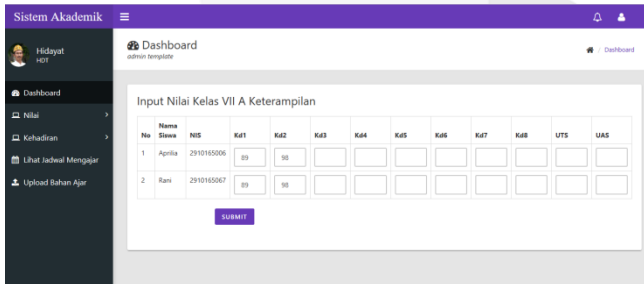 Sistem Akademik
Hidayat
HDT
Dashboard
Nilai
Kehadiran
Lihat Jadwal Mengajar
Upload Bahan Ajar
Dashboard
admin template
/ Dashboard
Input Nilai Kelas VII A Keterampilan
No Nama Siswa NIS Kd1 Kd2 Kd3 Kd4 Kd5 Kd6 Kd7 Kd8 UTS UAS
1 Aprilia 2910165006 89 98
2 Rani 2910165067 89 98
SUBMIT